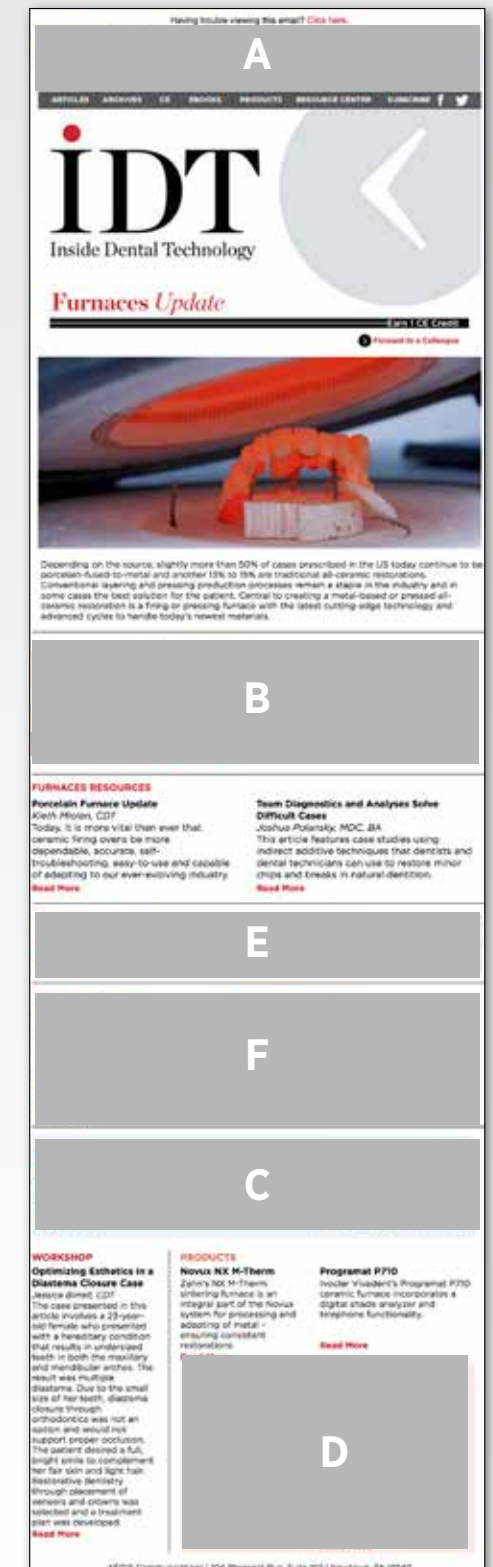 Having trouble viewing this email? Click here.
A
ARTICLES ARCHIVES CE EBOOKS PRODUCTS RESOURCE CENTER SUBSCRIBE
IDT
Inside Dental Technology
Furnaces Update
Earn 1 CE Credit
Forward to a Colleague
Depending on the source, slightly more than 50% of cases prescribed in the US today continue to be
porcelain-fused-to-metal and another 13% to 15% are traditional all-ceramic restorations.
Conventional layering and pressing production processes remain a staple in the industry and in
some cases the best solution for the patient. Central to creating a metal-based or pressed all-
ceramic restoration is a firing or pressing furnace with the latest cutting-edge technology and
advanced cycles to handle today's newest materials.
B
FURNACES RESOURCES
Porcelain Furnace Update
CDT
Today, it is more vital than ever that
ceramic firing ovens be more
dependable, accurate, self-
troubleshooting, easy-to-use and capable
of adapting to our ever-evolving industry.
Read More
Team Diagnostics and Analyses Solve
Difficult Cases
Joshua Polansky, MDC, BA
This article features case studies using
indirect additive techniques that dentists and
dental technicians can use to restore minor
chips and breaks in natural dentition.
Read More
E
F
C
WORKSHOP
Optimizing Esthetics in a
Diastema Closure Case
Jessica Birrell, CDT
The case presented in this
article involves a 23-year-
old female who presented
with a hereditary condition
that results in undersized
teeth in both the maxillary
and mandibular arches. The
result was multiple
diastema. Due to the small
size of her teeth, diastema
closure through
orthodontics was not an
option and would not
support proper occlusion.
The patient desired a full,
bright smile to complement
her fair skin and light hair.
Restorative dentistry
through placement of
veneers and crowns was
selected and a treatment
plan was developed.
Read More
PRODUCTS
Novux NX M-Therm
Zahn's NX M-Therm
sintering furnace is an
integral part of the Novux
system for processing and
adapting of metal -
ensuring consistent
restorations.
Programat P710
Ivoclar Vivadent's Programat P710
ceramic furnace incorporates a
digital shade analyzer and
telephone functionality.
Read More
D